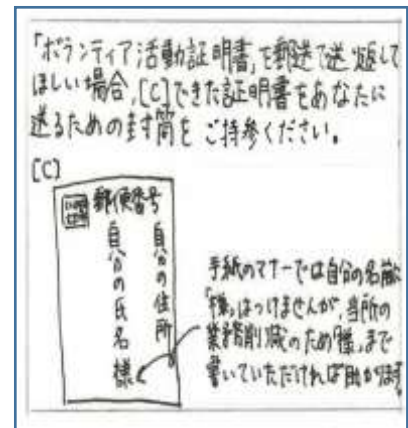 「ボランティア活動証明書」を郵送で送り返して
ほしい場合、[C]できた証明書をあなたに
送るための封筒をご持参ください。
[C]
郵便番号
自分の住所
自分の氏名 様
手紙のマナーでは自分の名前に
「様」はつけませんが、当所の
業務削減のため「様」まで
書いていただければ助かります。